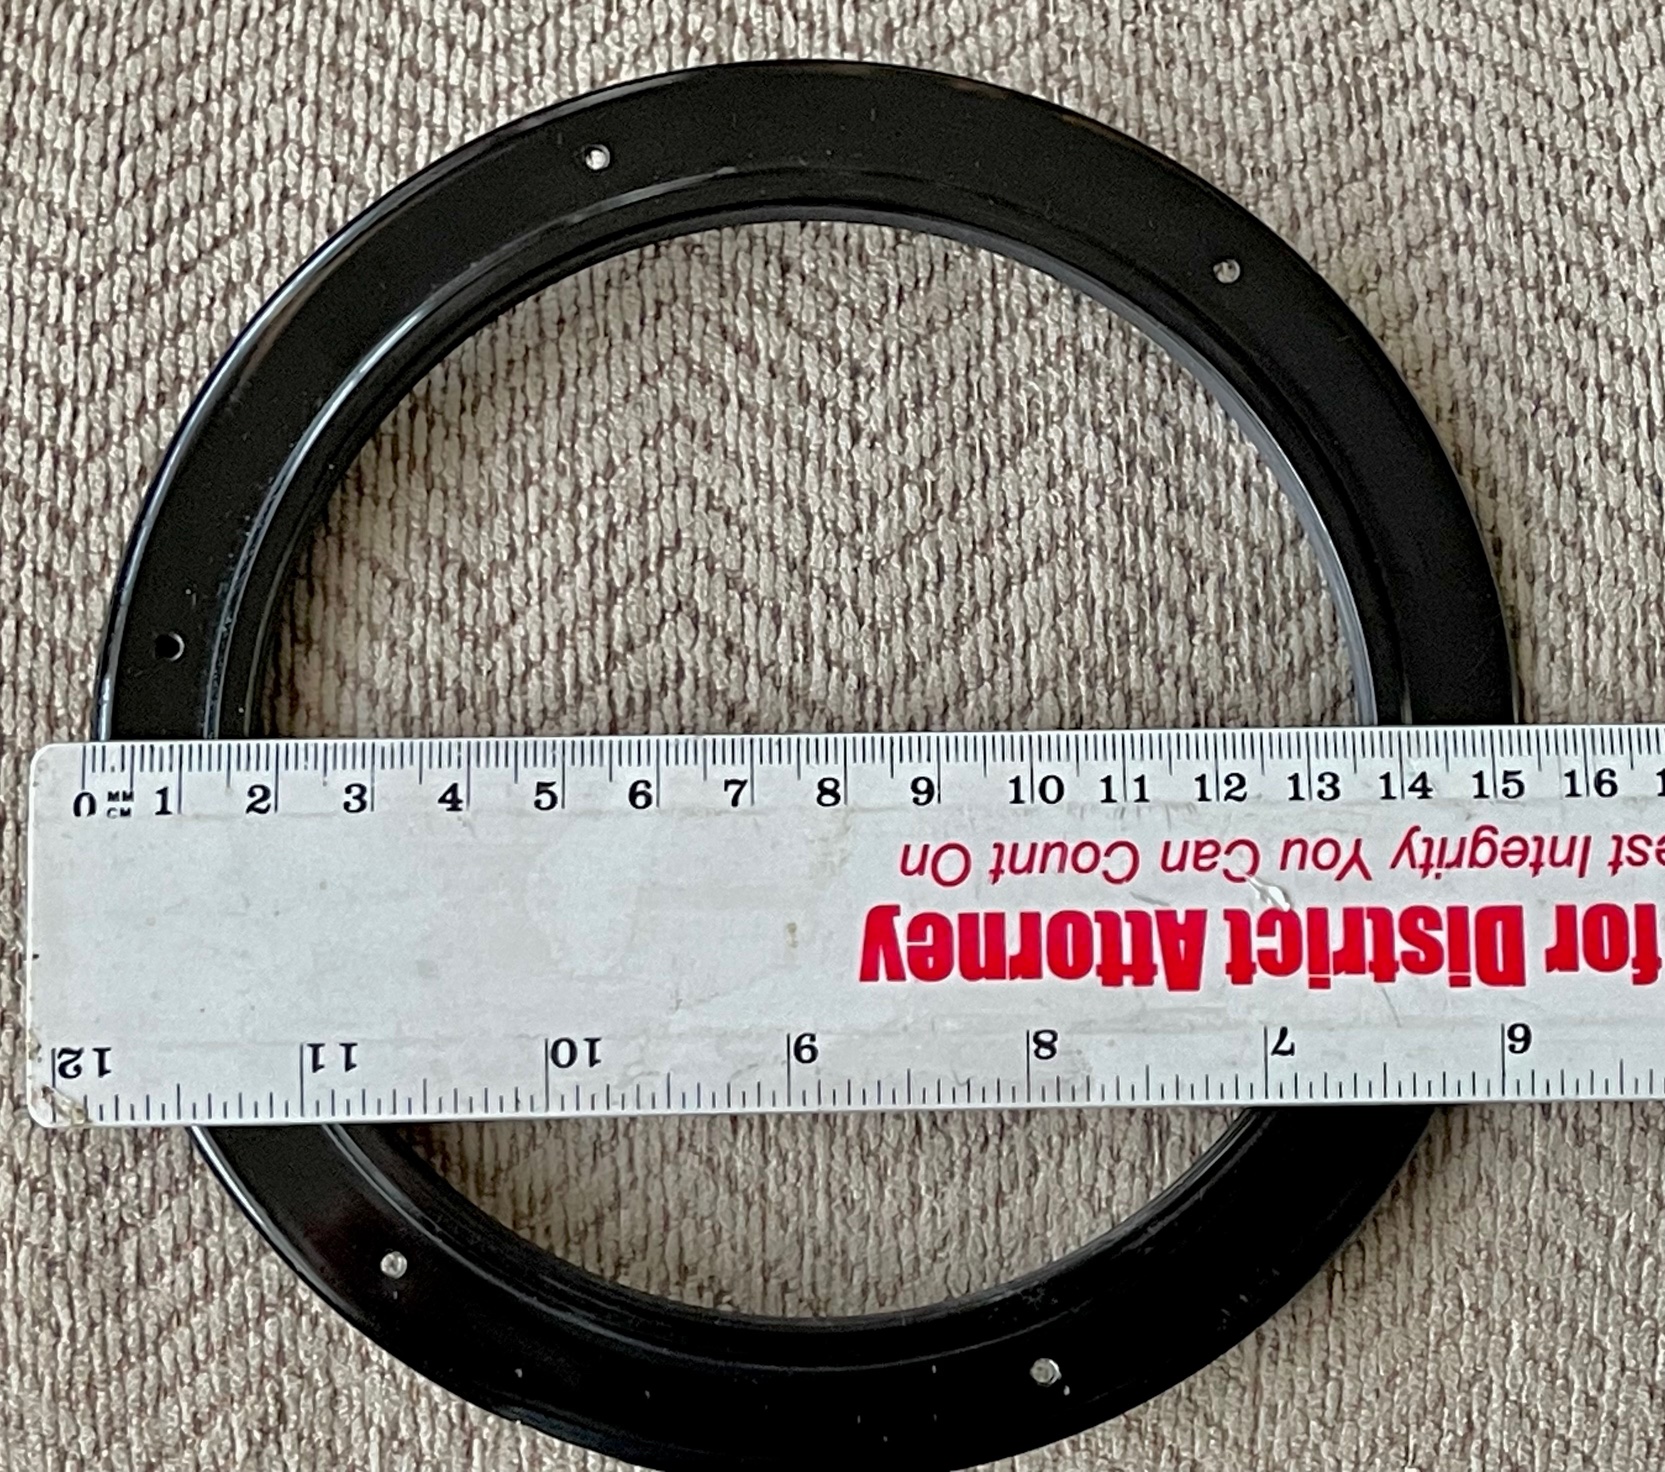 0 MM 1 2 3 4 5 6 7 8 9 10 11 12 13 14 15 16 1
CM
est Integrity You Can Count On
for District Attorney
12 11 10 9 8 7 6